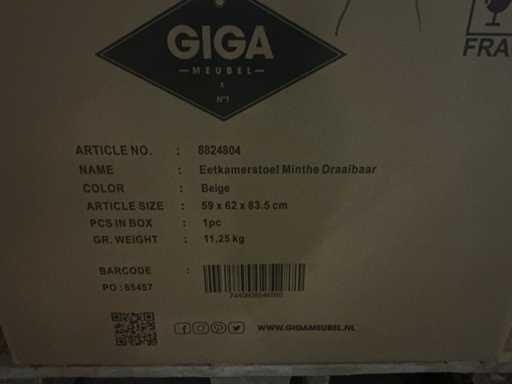 GIGA
MEUBEL
N°1
FRA
ARTICLE NO. : 8824804
NAME : Eetkamerstoel Minthe Draaibaar
COLOR : Beige
ARTICLE SIZE : 59 x 62 x 83.5 cm
PCS IN BOX : 1pc
GR. WEIGHT : 11,25 kg
BARCODE :
PO : 65457
WWW.GIGAMEUBEL.NL